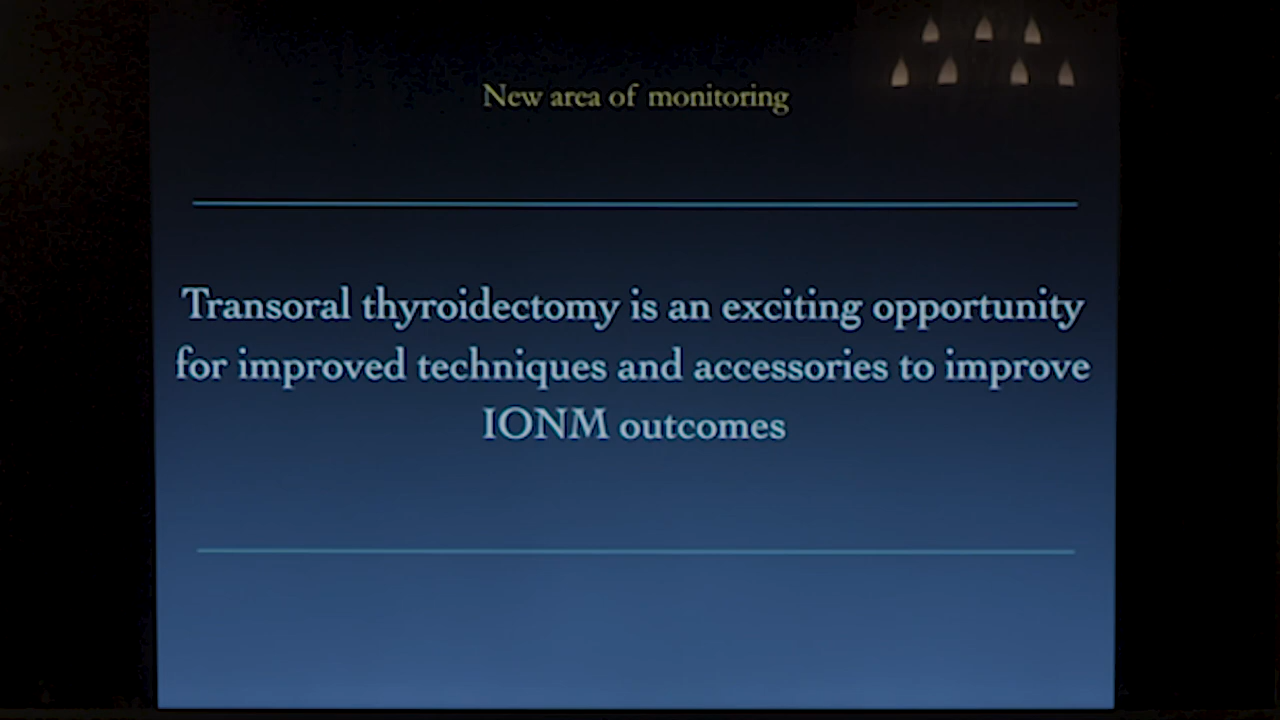 New area of monitoring
Transoral thyroidectomy is an exciting opportunity
for improved techniques and accessories to improve
IONM outcomes